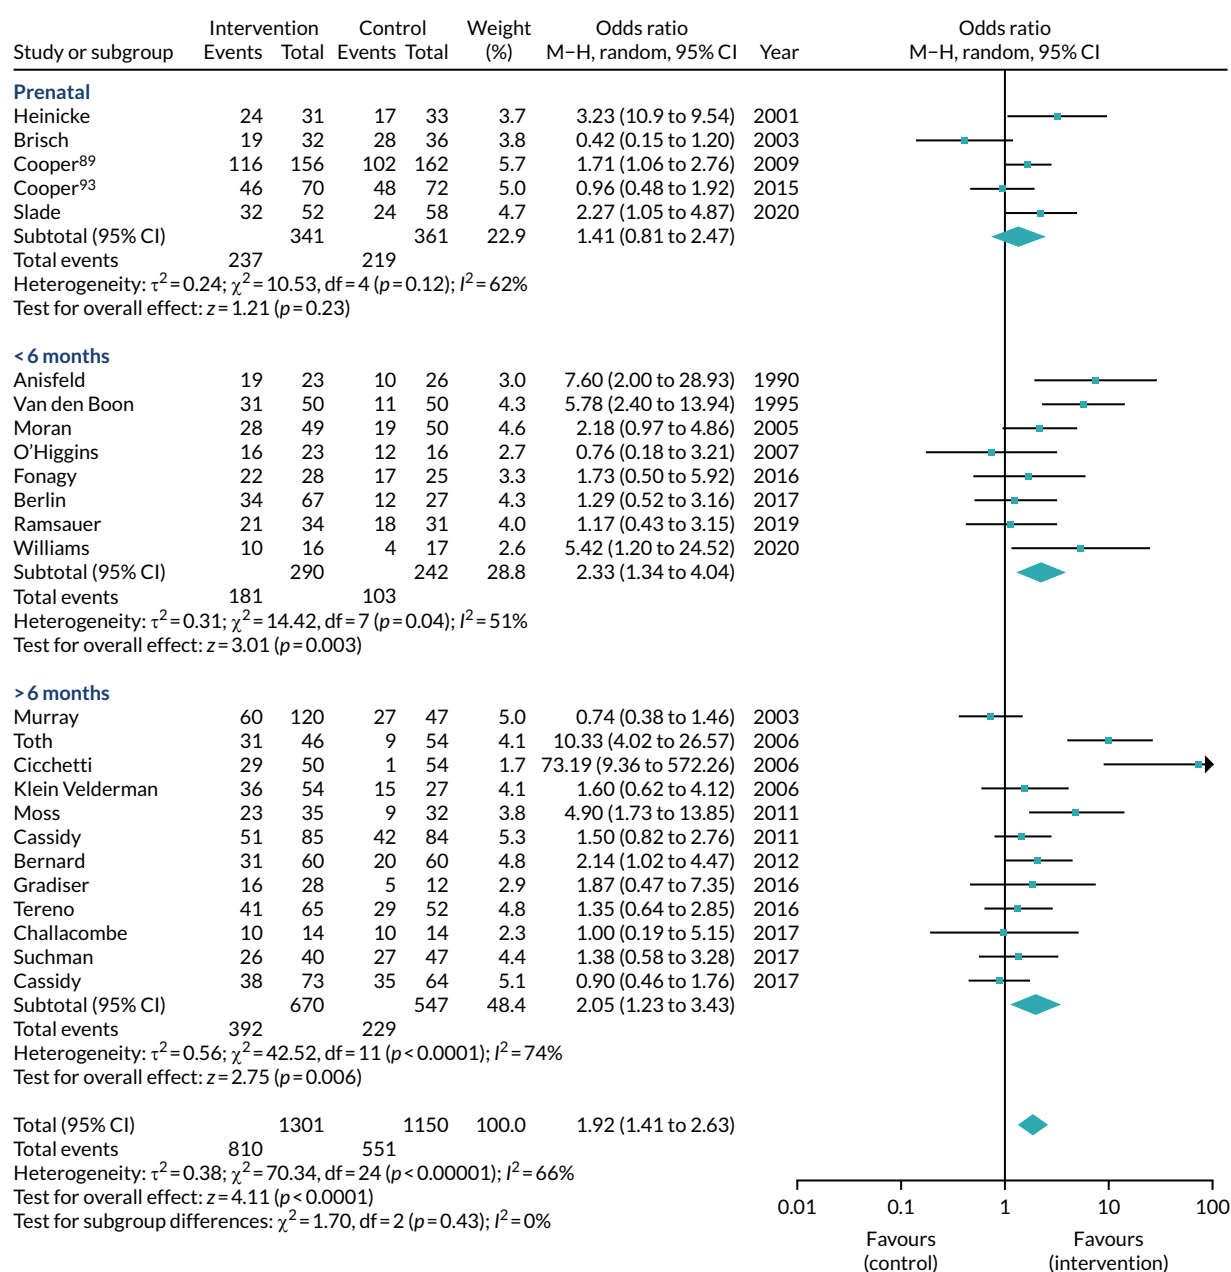 Intervention Control Weight Odds ratio Odds ratio
Study or subgroup Events Total Events Total (%) M–H, random, 95% CI Year M–H, random, 95% CI
Prenatal
Heinicke 24 31 17 33 3.7 3.23 (10.9 to 9.54) 2001
Brisch 19 32 28 36 3.8 0.42 (0.15 to 1.20) 2003
Cooper⁸⁹ 116 156 102 162 5.7 1.71 (1.06 to 2.76) 2009
Cooper⁹³ 46 70 48 72 5.0 0.96 (0.48 to 1.92) 2015
Slade 32 52 24 58 4.7 2.27 (1.05 to 4.87) 2020
Subtotal (95% CI) 341 361 22.9 1.41 (0.81 to 2.47)
Total events 237 219
Heterogeneity: τ²=0.24; χ²=10.53, df=4 (p=0.12); I²=62%
Test for overall effect: z=1.21 (p=0.23)
<6 months
Anisfeld 19 23 10 26 3.0 7.60 (2.00 to 28.93) 1990
Van den Boon 31 50 11 50 4.3 5.78 (2.40 to 13.94) 1995
Moran 28 49 19 50 4.6 2.18 (0.97 to 4.86) 2005
O’Higgins 16 23 12 16 2.7 0.76 (0.18 to 3.21) 2007
Fonagy 22 28 17 25 3.3 1.73 (0.50 to 5.92) 2016
Berlin 34 67 12 27 4.3 1.29 (0.52 to 3.16) 2017
Ramsauer 21 34 18 31 4.0 1.17 (0.43 to 3.15) 2019
Williams 10 16 4 17 2.6 5.42 (1.20 to 24.52) 2020
Subtotal (95% CI) 290 242 28.8 2.33 (1.34 to 4.04)
Total events 181 103
Heterogeneity: τ²=0.31; χ²=14.42, df=7 (p=0.04); I²=51%
Test for overall effect: z=3.01 (p=0.003)
>6 months
Murray 60 120 27 47 5.0 0.74 (0.38 to 1.46) 2003
Toth 31 46 9 54 4.1 10.33 (4.02 to 26.57) 2006
Cicchetti 29 50 1 54 1.7 73.19 (9.36 to 572.26) 2006
Klein Velderman 36 54 15 27 4.1 1.60 (0.62 to 4.12) 2006
Moss 23 35 9 32 3.8 4.90 (1.73 to 13.85) 2011
Cassidy 51 85 42 84 5.3 1.50 (0.82 to 2.76) 2011
Bernard 31 60 20 60 4.8 2.14 (1.02 to 4.47) 2012
Gradiser 16 28 5 12 2.9 1.87 (0.47 to 7.35) 2016
Tereno 41 65 29 52 4.8 1.35 (0.64 to 2.85) 2016
Challacombe 10 14 10 14 2.3 1.00 (0.19 to 5.15) 2017
Suchman 26 40 27 47 4.4 1.38 (0.58 to 3.28) 2017
Cassidy 38 73 35 64 5.1 0.90 (0.46 to 1.76) 2017
Subtotal (95% CI) 670 547 48.4 2.05 (1.23 to 3.43)
Total events 392 229
Heterogeneity: τ²=0.56; χ²=42.52, df=11 (p<0.0001); I²=74%
Test for overall effect: z=2.75 (p=0.006)
Total (95% CI) 1301 1150 100.0 1.92 (1.41 to 2.63)
Total events 810 551
Heterogeneity: τ²=0.38; χ²=70.34, df=24 (p<0.00001); I²=66%
Test for overall effect: z=4.11 (p<0.0001)
Test for subgroup differences: χ²=1.70, df=2 (p=0.43); I²=0%
0.01 0.1 1 10 100
Favours Favours
(control) (intervention)